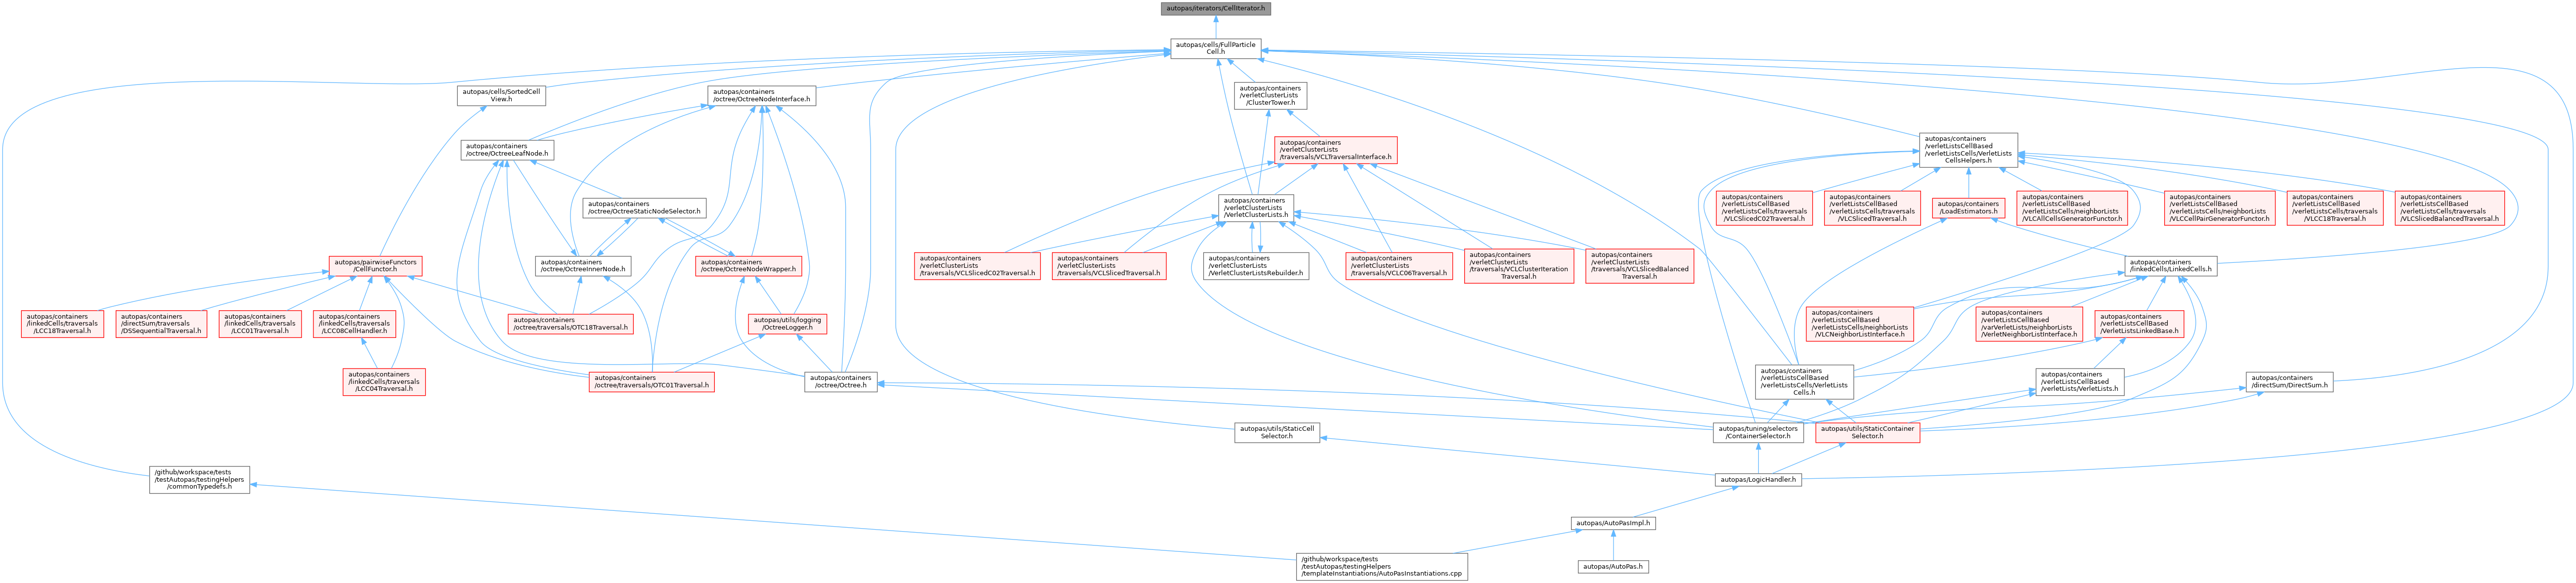 autopas/iterators/CellIterator.h
autopas/cells/FullParticle
Cell.h
autopas/cells/SortedCell
View.h
autopas/containers
/octree/OctreeNodeInterface.h
autopas/containers
/verletClusterLists
/ClusterTower.h
autopas/containers
/octree/OctreeLeafNode.h
autopas/containers
/verletClusterLists
/traversals/VCLTraversalInterface.h
autopas/containers
/verletListsCellBased
/verletListsCells/VerletLists
CellsHelpers.h
autopas/containers
/octree/OctreeStaticNodeSelector.h
autopas/containers
/verletClusterLists
/VerletClusterLists.h
autopas/containers
/verletListsCellBased
/verletListsCells/traversals
/VLCSlicedC02Traversal.h
autopas/containers
/verletListsCellBased
/verletListsCells/traversals
/VLCSlicedTraversal.h
autopas/containers
/LoadEstimators.h
autopas/containers
/verletListsCellBased
/verletListsCells/neighborLists
/VLCAllCellsGeneratorFunctor.h
autopas/containers
/verletListsCellBased
/verletListsCells/neighborLists
/VLCCellPairGeneratorFunctor.h
autopas/containers
/verletListsCellBased
/verletListsCells/traversals
/VLCC18Traversal.h
autopas/containers
/verletListsCellBased
/verletListsCells/traversals
/VLCSlicedBalancedTraversal.h
autopas/pairwiseFunctors
/CellFunctor.h
autopas/containers
/octree/OctreeInnerNode.h
autopas/containers
/octree/OctreeNodeWrapper.h
autopas/containers
/verletClusterLists
/traversals/VCLSlicedC02Traversal.h
autopas/containers
/verletClusterLists
/traversals/VCLSlicedTraversal.h
autopas/containers
/verletClusterLists
/VerletClusterListsRebuilder.h
autopas/containers
/verletClusterLists
/traversals/VCLC06Traversal.h
autopas/containers
/verletClusterLists
/traversals/VCLClusterIteration
Traversal.h
autopas/containers
/verletClusterLists
/traversals/VCLSlicedBalanced
Traversal.h
autopas/containers
/linkedCells/LinkedCells.h
autopas/containers
/linkedCells/traversals
/LCC18Traversal.h
autopas/containers
/directSum/traversals
/DSSequentialTraversal.h
autopas/containers
/linkedCells/traversals
/LCC01Traversal.h
autopas/containers
/linkedCells/traversals
/LCC08CellHandler.h
autopas/containers
/octree/traversals/OTC18Traversal.h
autopas/utils/logging
/OctreeLogger.h
autopas/containers
/verletListsCellBased
/verletListsCells/neighborLists
/VLCNeighborListInterface.h
autopas/containers
/verletListsCellBased
/varVerletLists/neighborLists
/VerletNeighborListInterface.h
autopas/containers
/verletListsCellBased
/VerletListsLinkedBase.h
autopas/containers
/linkedCells/traversals
/LCC04Traversal.h
autopas/containers
/octree/traversals/OTC01Traversal.h
autopas/containers
/octree/Octree.h
autopas/containers
/verletListsCellBased
/verletListsCells/VerletLists
Cells.h
autopas/containers
/verletListsCellBased
/verletLists/VerletLists.h
autopas/containers
/directSum/DirectSum.h
autopas/utils/StaticCell
Selector.h
autopas/tuning/selectors
/ContainerSelector.h
autopas/utils/StaticContainer
Selector.h
/github/workspace/tests
/testAutopas/testingHelpers
/commonTypedefs.h
autopas/LogicHandler.h
autopas/AutoPasImpl.h
/github/workspace/tests
/testAutopas/testingHelpers
/templateInstantiations/AutoPasInstantiations.cpp
autopas/AutoPas.h